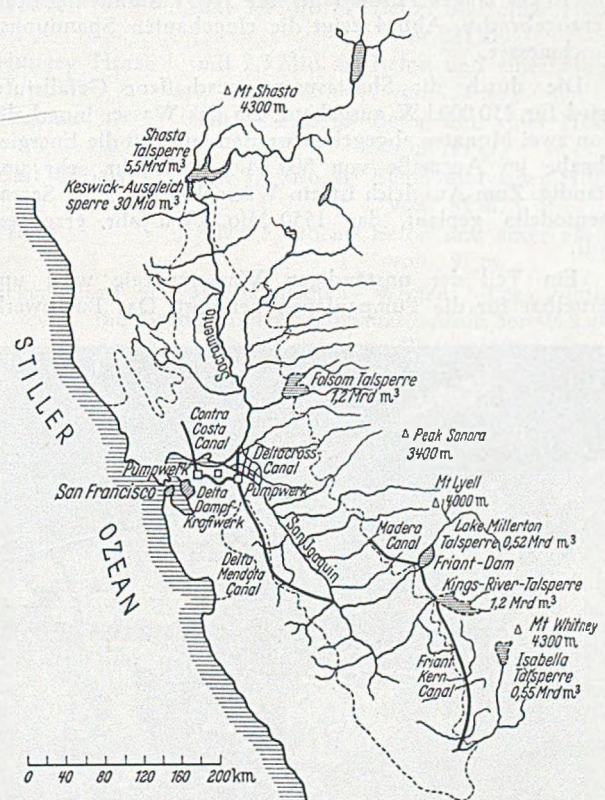 Mt Shasta
4300 m.
Shasta
Talsperre
5,5 Mrd m³
Keswick-Ausgleich
sperre 30 Mio m³
Sacramento
STILLER
OZEAN
Folsom Talsperre
1,2 Mrd m³
Contra
Costa
Canal
Deltacross-
Canal
Peak Sonora
3400 m.
Pumpwerk
Pumpwerk
San Francisco
Delta
Dampf-
Kraftwerk
Mt Lyell
4000 m.
San Joaquin
Madera
Canal
Lake Millerton
Talsperre 0,52 Mrd m³
Friant-Dam
Delta
Mendota
Canal
Kings-River-Talsperre
1,2 Mrd m³
Mt Whitney
4300 m.
Friant
Kern
Canal
Isabella
Talsperre
0,55 Mrd m³
0 40 80 120 160 200 km.